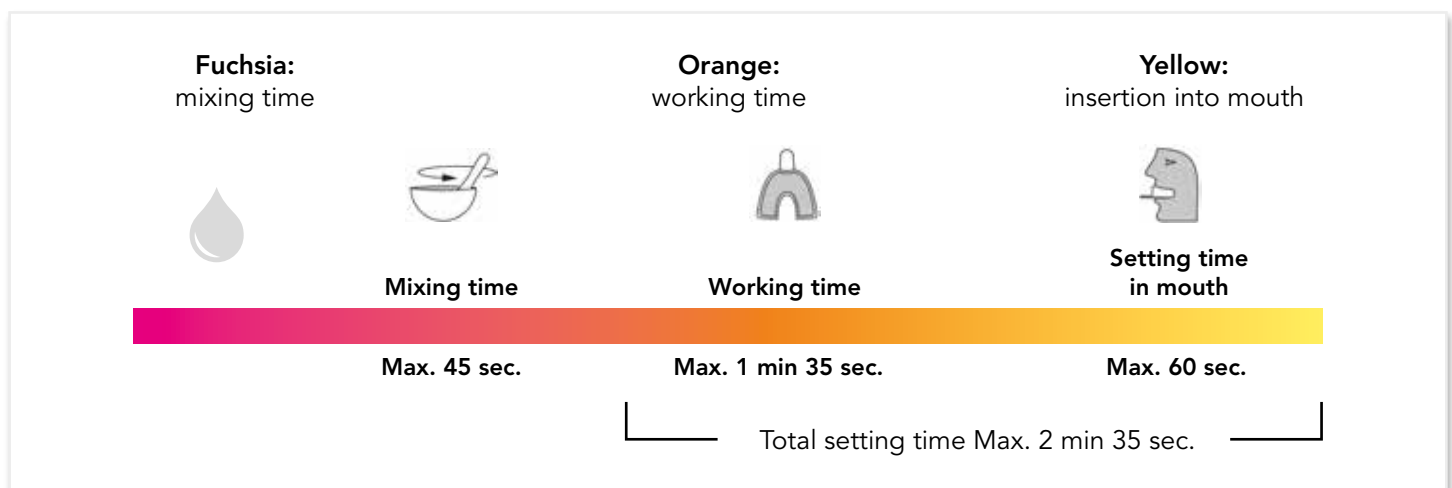 Fuchsia:
mixing time
Orange:
working time
Yellow:
insertion into mouth
Mixing time
Working time
Setting time
in mouth
Max. 45 sec.
Max. 1 min 35 sec.
Max. 60 sec.
Total setting time Max. 2 min 35 sec.